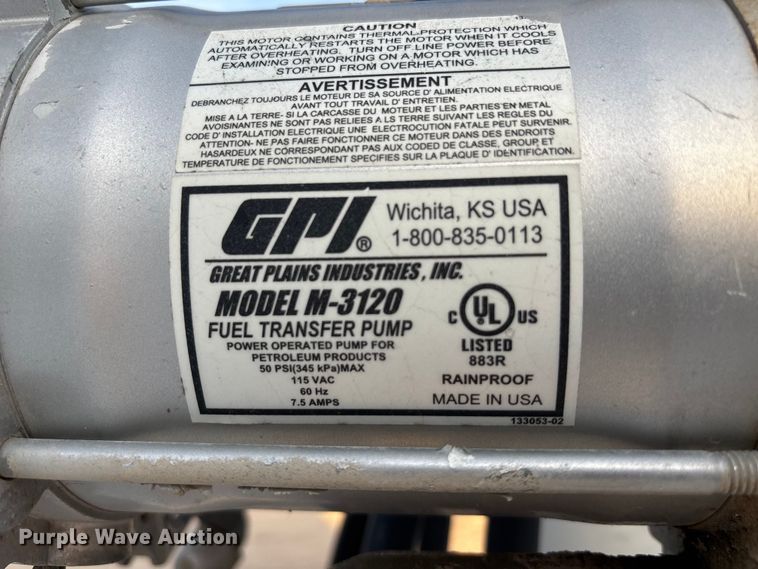 CAUTION
THIS MOTOR CONTAINS THERMAL PROTECTION WHICH
AUTOMATICALLY RESTARTS THE MOTOR WHEN IT COOLS
AFTER OVERHEATING. TURN OFF LINE POWER BEFORE
EXAMINING OR WORKING ON A MOTOR WHICH HAS
STOPPED FROM OVERHEATING.
AVERTISSEMENT
DEBRANCHEZ TOUJOURS LE MOTEUR DE SA SOURCE D' ALIMENTATION ELECTRIQUE
AVANT TOUT TRAVAIL D' ENTRETIEN.
MISE A LA TERRE- SI LA CARCASSE DU MOTEUR ET LES PARTIES EN METAL
AVOISINANTES NE SONT PAS RELIEES A LS TERRE SUIVANT LES REGLES DU
CODE D' INSTALLATION ELECTRIQUE UNE ELECTROCUTION FATALE PEUT SURVENIR.
ATTENTION- NE PAS FAIRE FONCTIONNER CE MOTEUR DANS DES ENDROITS
HASARDEUX NE CORRESPONDANT PAS AUX CODED DE CLASSE, GROUP ET
TEMPERATURE DE FONCTIONEMENT SPECIFIES SUR LA PLAQUE D' IDENTIFICATION.
GPI®
Wichita, KS USA
1-800-835-0113
GREAT PLAINS INDUSTRIES, INC.
MODEL M-3120
FUEL TRANSFER PUMP
POWER OPERATED PUMP FOR
PETROLEUM PRODUCTS
50 PSI(345 kPa)MAX
115 VAC
60 Hz
7.5 AMPS
C UL US
LISTED
883R
RAINPROOF
MADE IN USA
133053-02
Purple Wave Auction